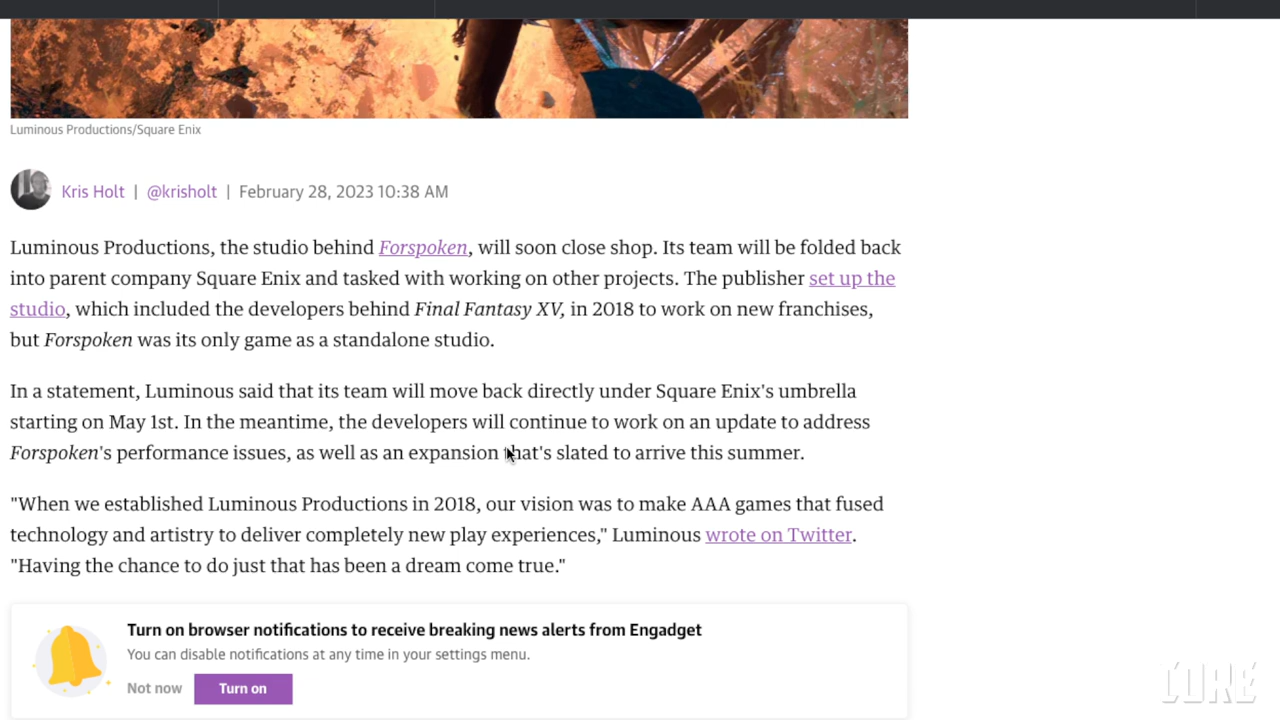 Luminous Productions/Square Enix
Kris Holt | @krisholt | February 28, 2023 10:38 AM
Luminous Productions, the studio behind Forspoken, will soon close shop. Its team will be folded back
into parent company Square Enix and tasked with working on other projects. The publisher set up the
studio, which included the developers behind Final Fantasy XV, in 2018 to work on new franchises,
but Forspoken was its only game as a standalone studio.
In a statement, Luminous said that its team will move back directly under Square Enix's umbrella
starting on May 1st. In the meantime, the developers will continue to work on an update to address
Forspoken's performance issues, as well as an expansion that's slated to arrive this summer.
"When we established Luminous Productions in 2018, our vision was to make AAA games that fused
technology and artistry to deliver completely new play experiences," Luminous wrote on Twitter.
"Having the chance to do just that has been a dream come true."
Turn on browser notifications to receive breaking news alerts from Engadget
You can disable notifications at any time in your settings menu.
Not now Turn on
CORE